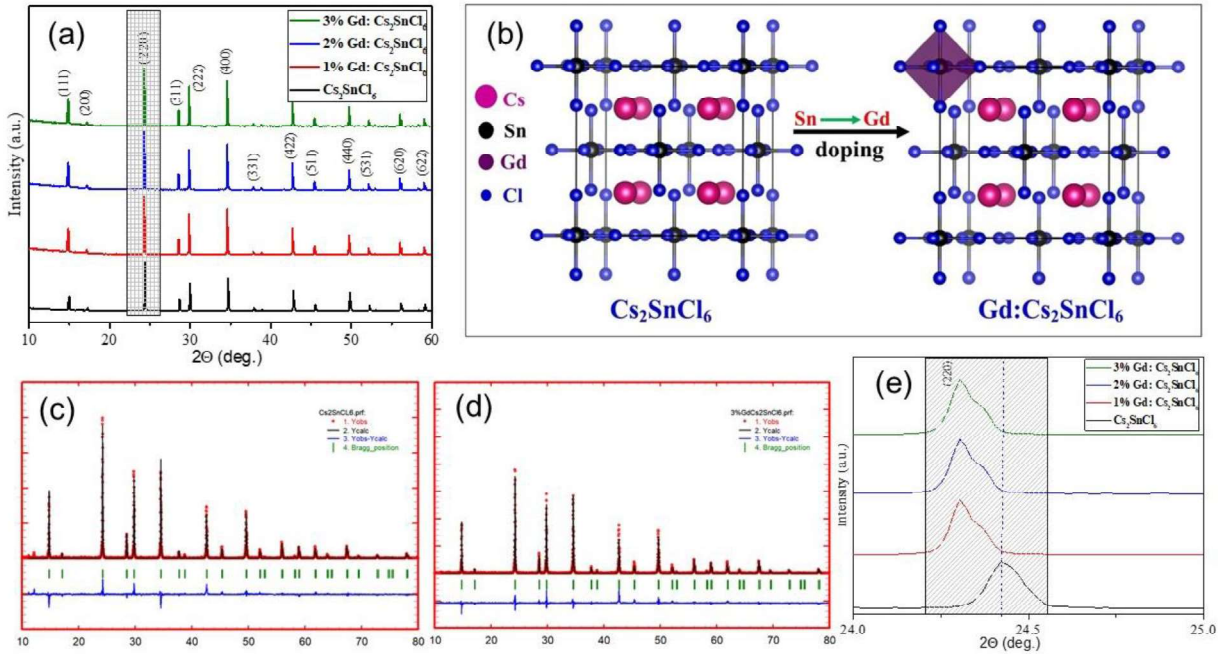 (a)
3% Gd: Cs₂SnCl₆
2% Gd: Cs₂SnCl₆
1% Gd: Cs₂SnCl₆
Cs₂SnCl₆
(111)
(200)
(220)
(311)
(222)
(400)
(331)
(422)
(511)
(440)
(531)
(620)
(622)
Intensity (a.u.)
10 20 30 40 50 60
2Θ (deg.)
(b)
Cs
Sn
Gd
Cl
Sn Gd
doping
Cs₂SnCl₆
Gd:Cs₂SnCl₆
(c)
Cs2SnCL6.prf:
1. Yobs
2. Ycalc
3. Yobs-Ycalc
4. Bragg_position
10 20 30 40 50 60 70 80
(d)
3%GdCs2SnCl6.prf:
1. Yobs
2. Ycalc
3. Yobs-Ycalc
4. Bragg_position
10 20 30 40 50 60 70 80
(e)
(220)
3% Gd: Cs₂SnCl₆
2% Gd: Cs₂SnCl₆
1% Gd: Cs₂SnCl₆
Cs₂SnCl₆
Intensity (a.u.)
24.0 24.5 25.0
2Θ (deg.)